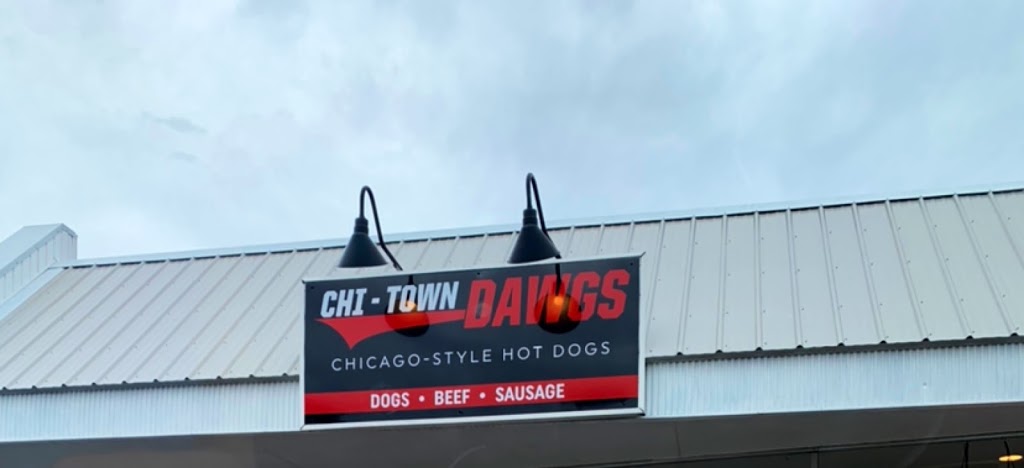 CHI - TOWN DAWGS
CHICAGO-STYLE HOT DOGS
DOGS • BEEF • SAUSAGE